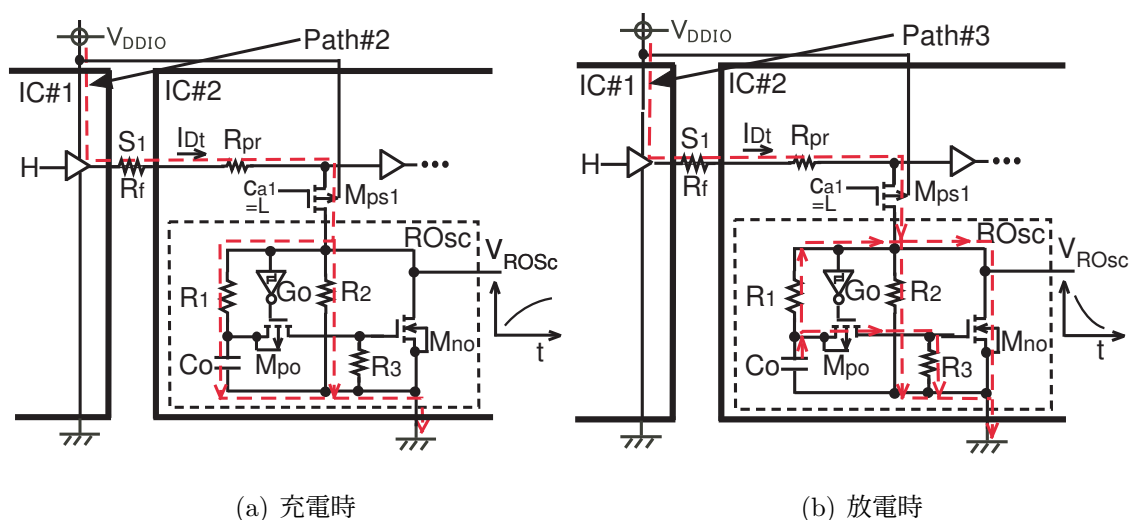 VDDIO
Path#2
IC#1
IC#2
S1
IDt
Rpr
H
Rf
Ca1
=L
Mps1
ROsc
VROSc
R1
Go
R2
Mpo
Mno
Co
R3
t
(a) 充電時
VDDIO
Path#3
IC#1
IC#2
S1
IDt
Rpr
H
Rf
Ca1
=L
Mps1
ROsc
VROsc
R1
Go
R2
Mpo
Mno
Co
R3
t
(b) 放電時